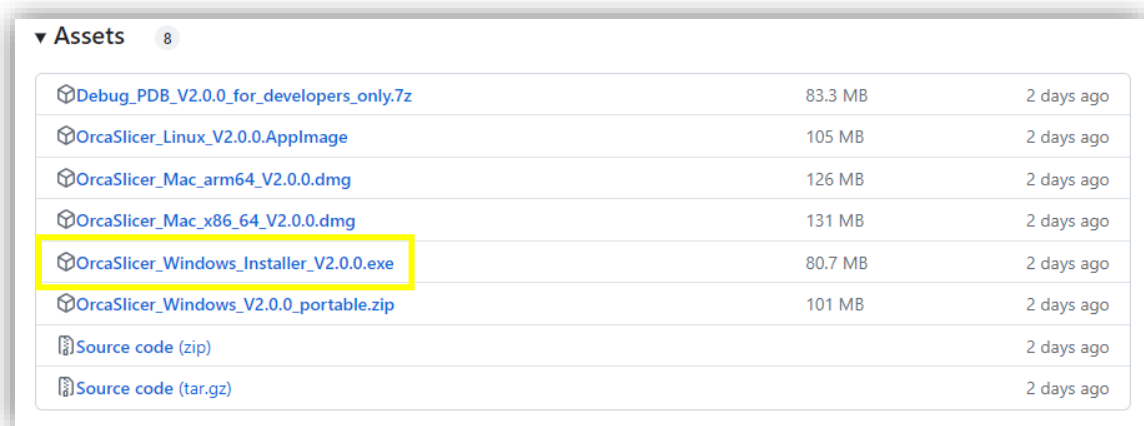 Assets 8
Debug_PDB_V2.0.0_for_developers_only.7z 83.3 MB 2 days ago
OrcaSlicer_Linux_V2.0.0.AppImage 105 MB 2 days ago
OrcaSlicer_Mac_arm64_V2.0.0.dmg 126 MB 2 days ago
OrcaSlicer_Mac_x86_64_V2.0.0.dmg 131 MB 2 days ago
OrcaSlicer_Windows_Installer_V2.0.0.exe 80.7 MB 2 days ago
OrcaSlicer_Windows_V2.0.0_portable.zip 101 MB 2 days ago
Source code (zip) 2 days ago
Source code (tar.gz) 2 days ago